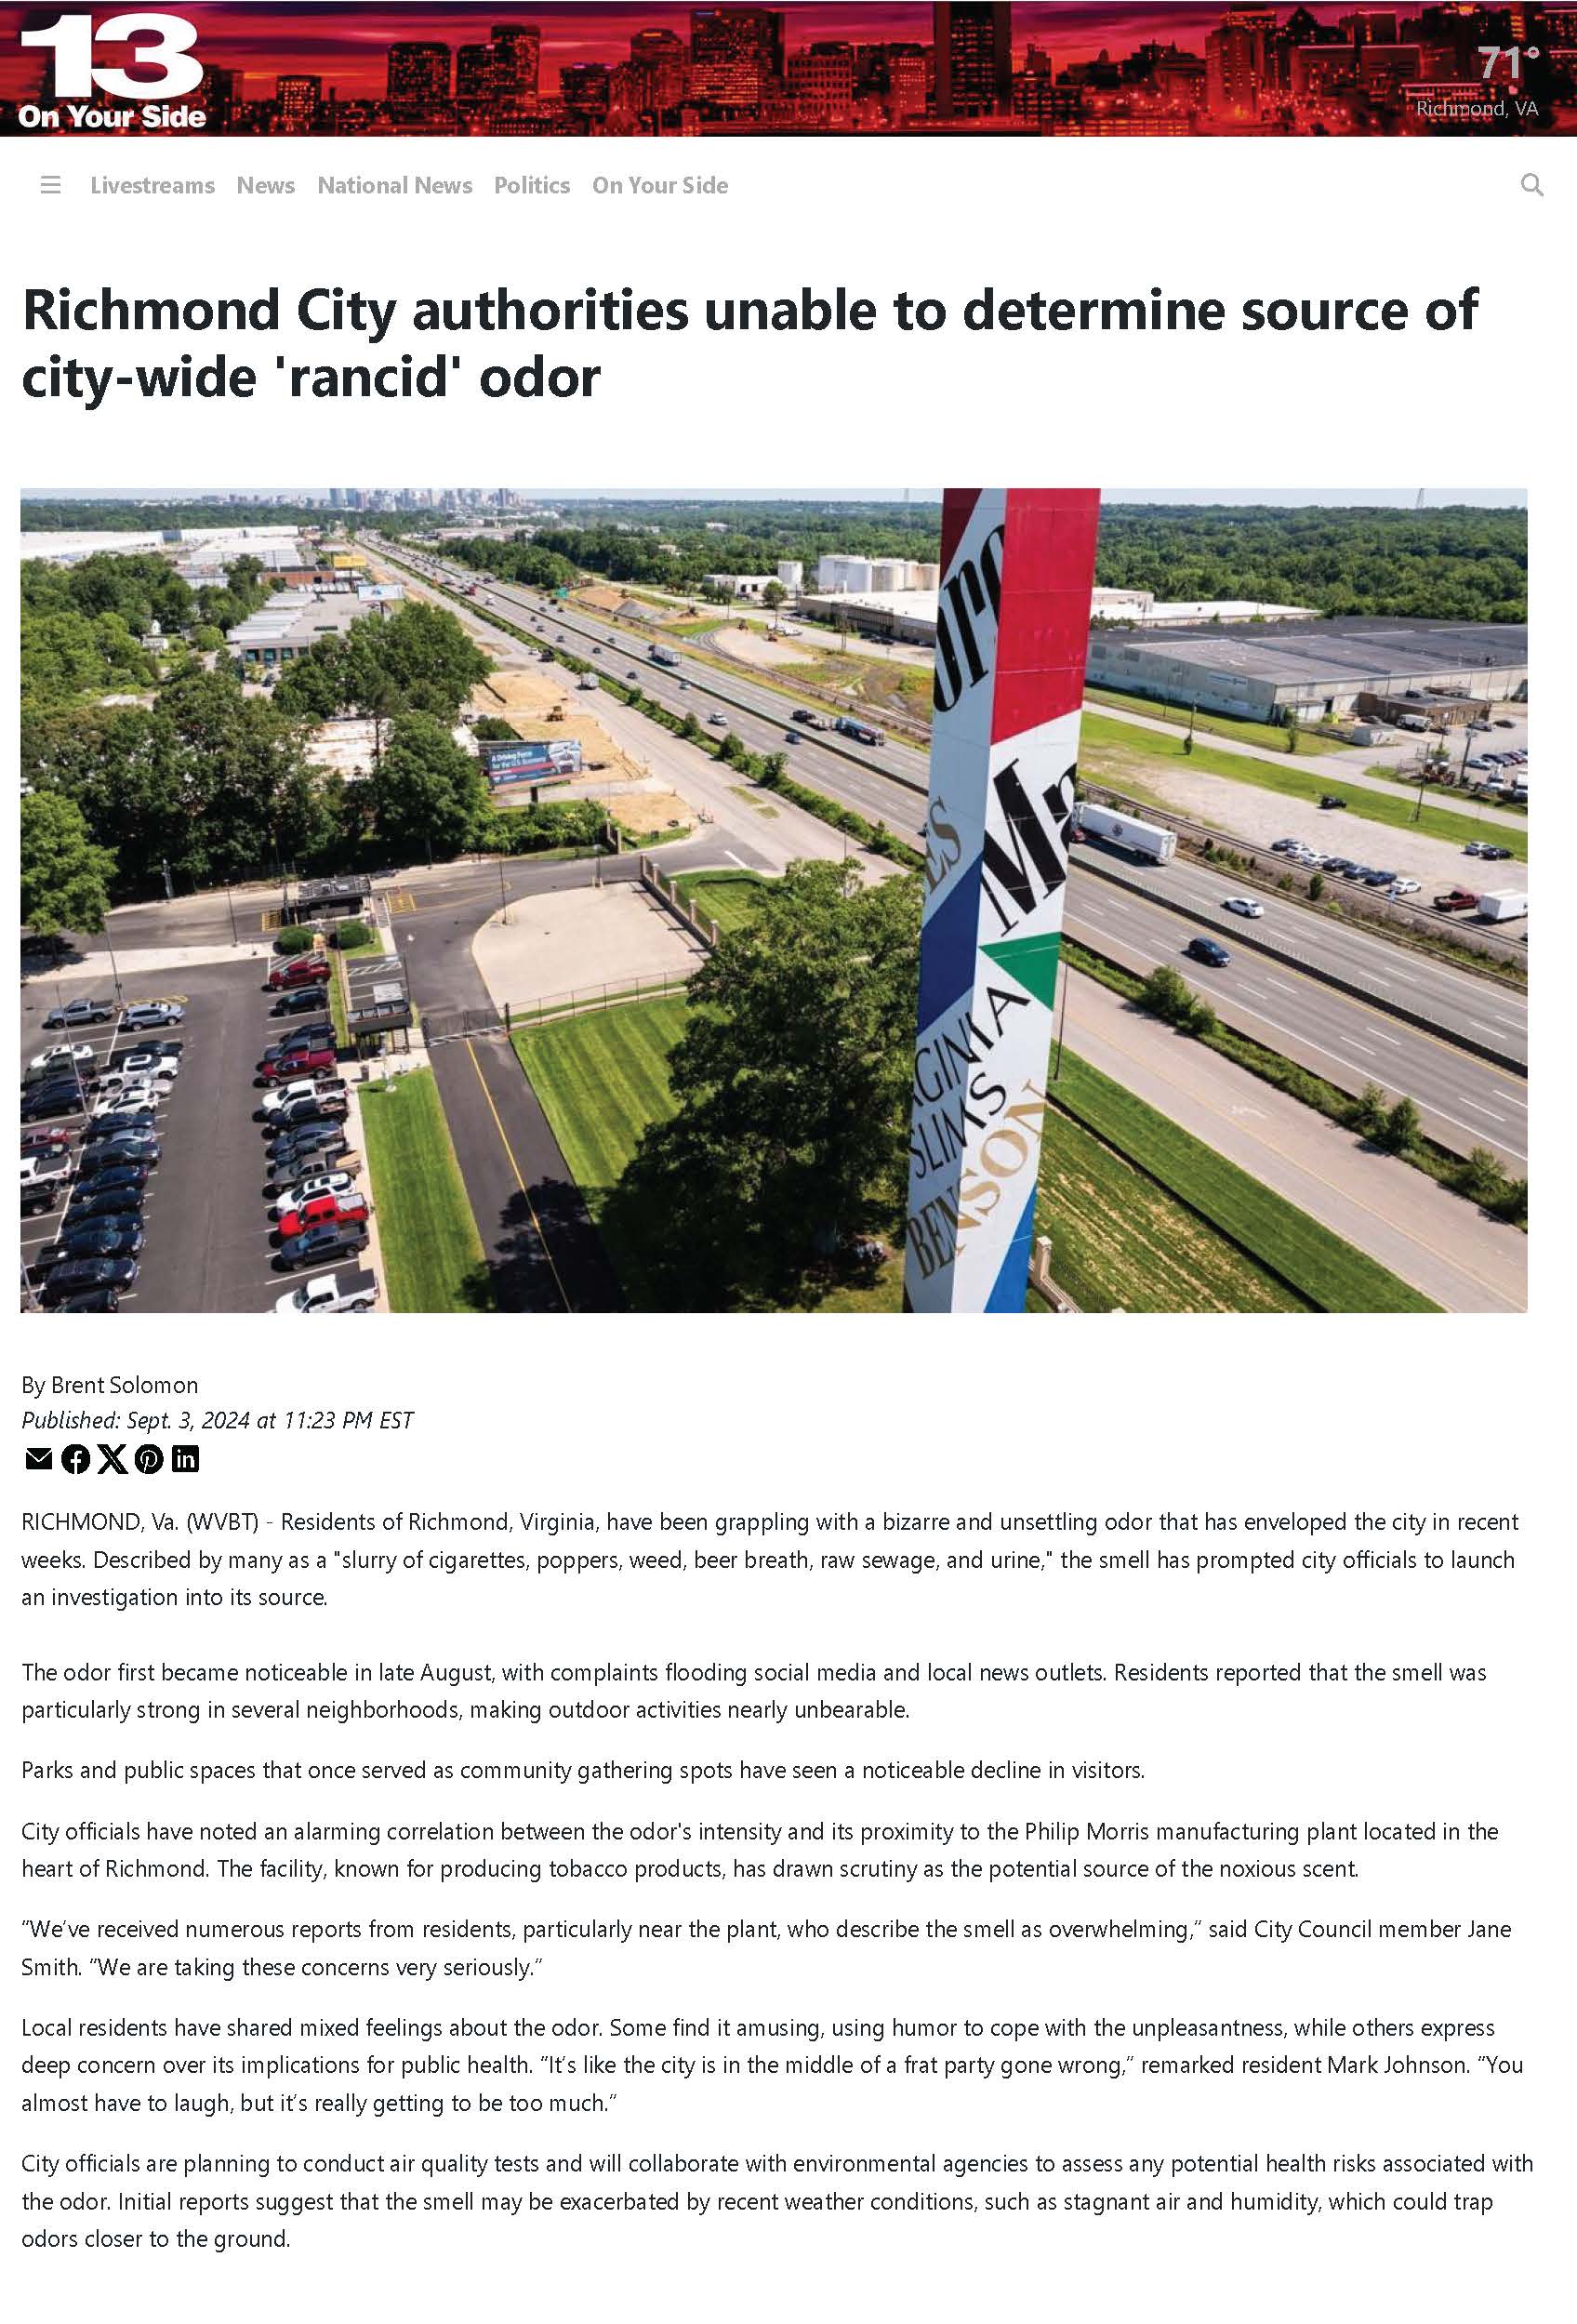 13
On Your Side
71°
Richmond, VA
Livestreams News National News Politics On Your Side
Richmond City authorities unable to determine source of
city-wide 'rancid' odor
A Driving Force
for the U.S. Economy
Ma
ES
VIRGINIA
SLIMS
BENSON
By Brent Solomon
Published: Sept. 3, 2024 at 11:23 PM EST
RICHMOND, Va. (WVBT) - Residents of Richmond, Virginia, have been grappling with a bizarre and unsettling odor that has enveloped the city in recent
weeks. Described by many as a "slurry of cigarettes, poppers, weed, beer breath, raw sewage, and urine," the smell has prompted city officials to launch
an investigation into its source.
The odor first became noticeable in late August, with complaints flooding social media and local news outlets. Residents reported that the smell was
particularly strong in several neighborhoods, making outdoor activities nearly unbearable.
Parks and public spaces that once served as community gathering spots have seen a noticeable decline in visitors.
City officials have noted an alarming correlation between the odor's intensity and its proximity to the Philip Morris manufacturing plant located in the
heart of Richmond. The facility, known for producing tobacco products, has drawn scrutiny as the potential source of the noxious scent.
“We’ve received numerous reports from residents, particularly near the plant, who describe the smell as overwhelming,” said City Council member Jane
Smith. “We are taking these concerns very seriously.”
Local residents have shared mixed feelings about the odor. Some find it amusing, using humor to cope with the unpleasantness, while others express
deep concern over its implications for public health. “It’s like the city is in the middle of a frat party gone wrong,” remarked resident Mark Johnson. “You
almost have to laugh, but it’s really getting to be too much.”
City officials are planning to conduct air quality tests and will collaborate with environmental agencies to assess any potential health risks associated with
the odor. Initial reports suggest that the smell may be exacerbated by recent weather conditions, such as stagnant air and humidity, which could trap
odors closer to the ground.